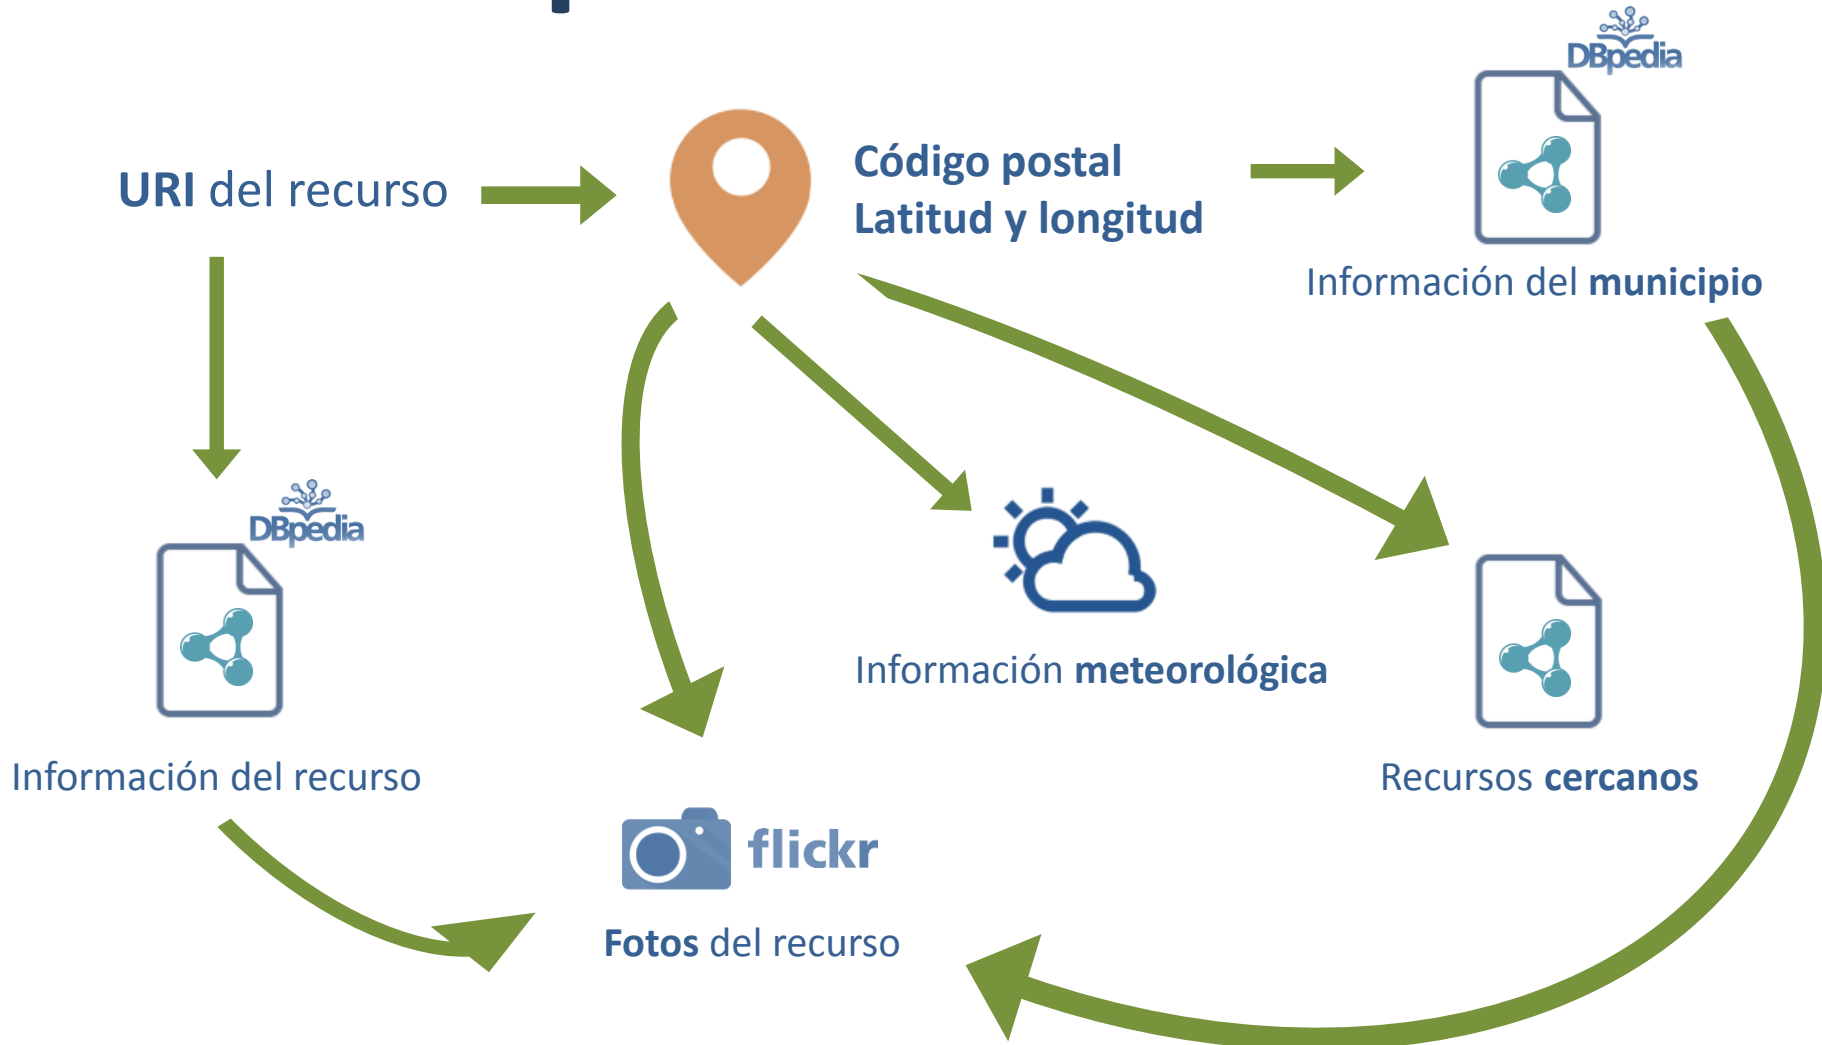 DBpedia
URI del recurso
Código postal
Latitud y longitud
Información del municipio
DBpedia
Información meteorológica
Información del recurso
Recursos cercanos
flickr
Fotos del recurso